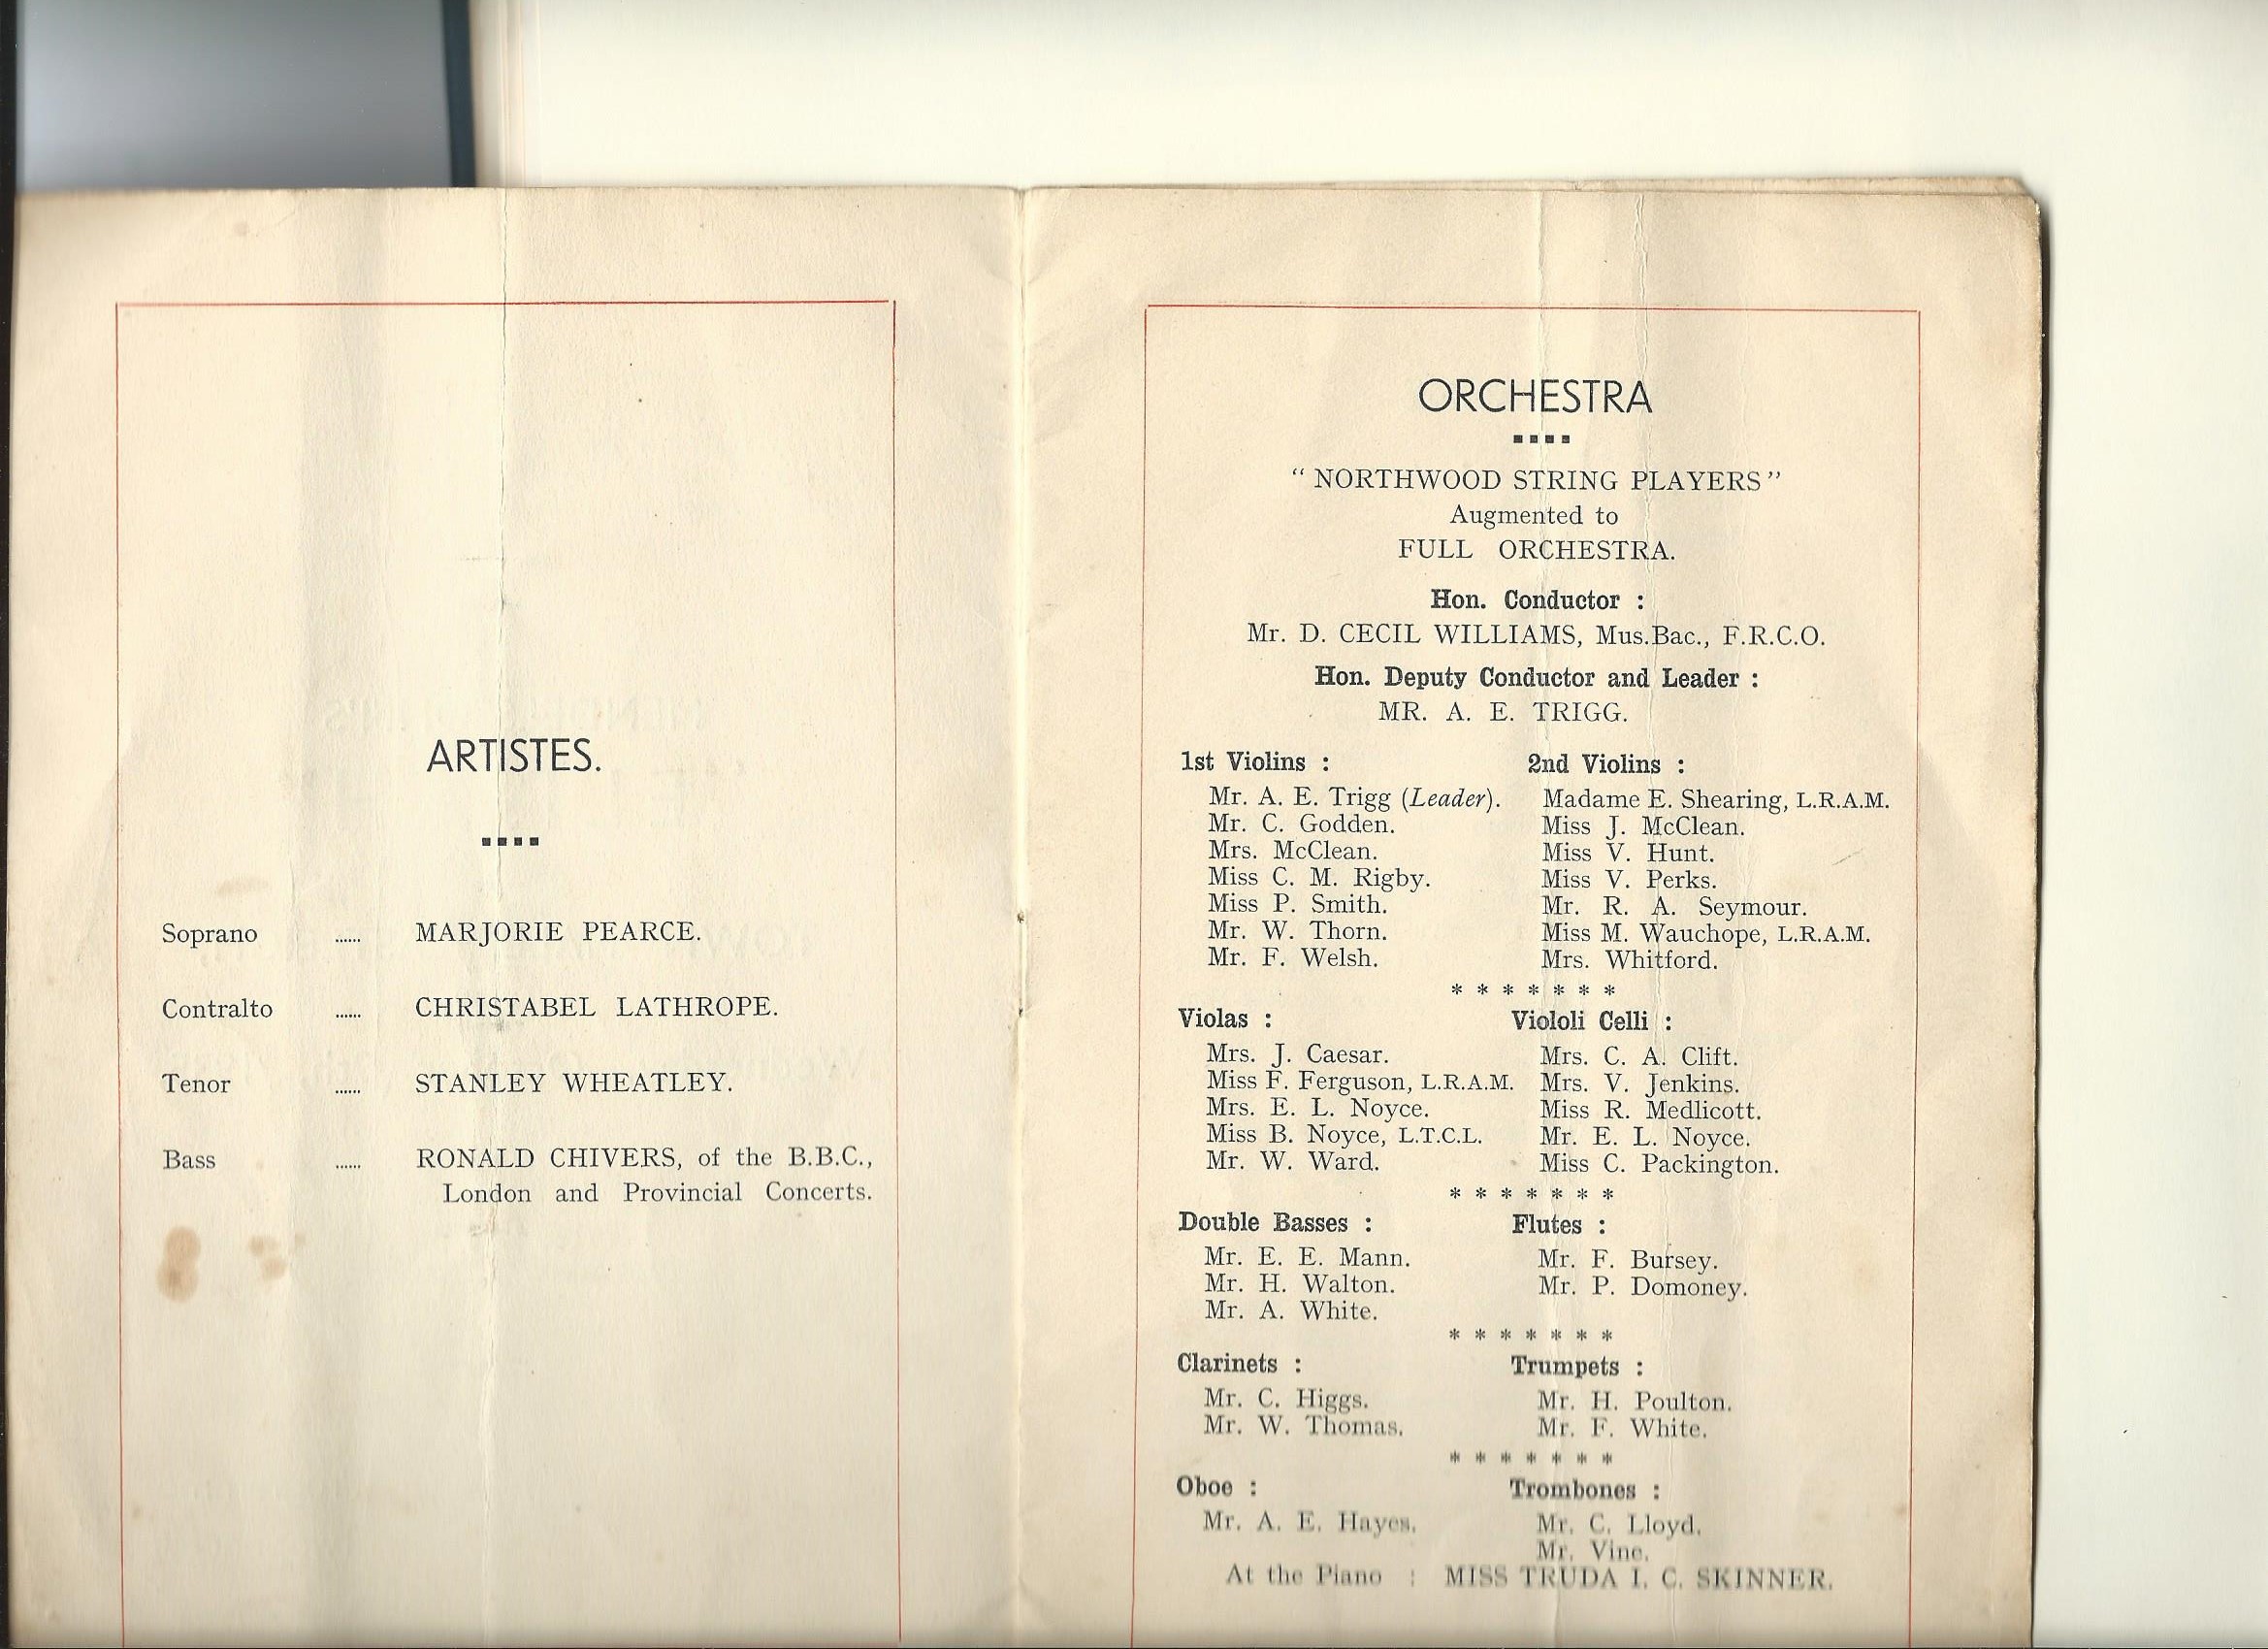 ARTISTES.
Soprano ...... MARJORIE PEARCE.
Contralto ...... CHRISTABEL LATHROPE.
Tenor ...... STANLEY WHEATLEY.
Bass ...... RONALD CHIVERS, of the B.B.C.,
London and Provincial Concerts.
ORCHESTRA
"NORTHWOOD STRING PLAYERS"
Augmented to
FULL ORCHESTRA.
Hon. Conductor :
Mr. D. CECIL WILLIAMS, Mus.Bac., F.R.C.O.
Hon. Deputy Conductor and Leader :
MR. A. E. TRIGG.
1st Violins :
Mr. A. E. Trigg (Leader).
Mr. C. Godden.
Mrs. McClean.
Miss C. M. Rigby.
Miss P. Smith.
Mr. W. Thorn.
Mr. F. Welsh.
2nd Violins :
Madame E. Shearing, L.R.A.M.
Miss J. McClean.
Miss V. Hunt.
Miss V. Perks.
Mr. R. A. Seymour.
Miss M. Wauchope, L.R.A.M.
Mrs. Whitford.
* * * * * * *
Violas :
Mrs. J. Caesar.
Miss F. Ferguson, L.R.A.M.
Mrs. E. L. Noyce.
Miss B. Noyce, L.T.C.L.
Mr. W. Ward.
Viololi Celli :
Mrs. C. A. Clift.
Mrs. V. Jenkins.
Miss R. Medlicott.
Mr. E. L. Noyce.
Miss C. Packington.
* * * * * * *
Double Basses :
Mr. E. E. Mann.
Mr. H. Walton.
Mr. A. White.
Flutes :
Mr. F. Bursey.
Mr. P. Domoney.
* * * * * * *
Clarinets :
Mr. C. Higgs.
Mr. W. Thomas.
Trumpets :
Mr. H. Poulton.
Mr. F. White.
* * * * * * *
Oboe :
Mr. A. E. Hayes.
Trombones :
Mr. C. Lloyd.
Mr. Vine.
At the Piano : MISS TRUDA I. C. SKINNER.